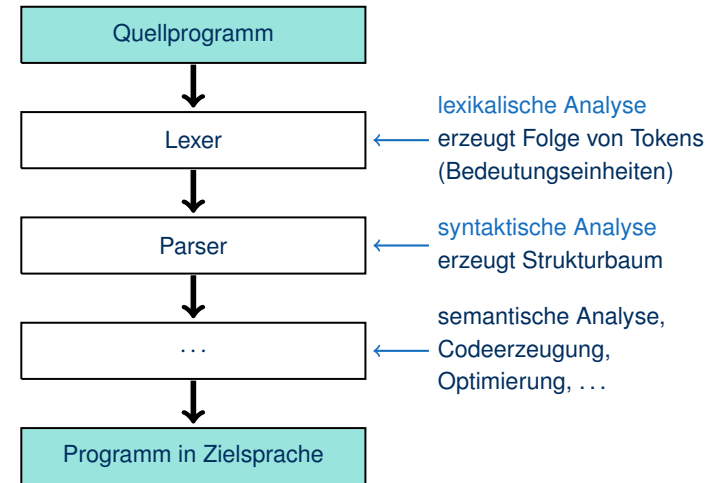 Quellprogramm
lexikalische Analyse
Lexer
erzeugt Folge von Tokens
(Bedeutungseinheiten)
syntaktische Analyse
Parser
erzeugt Strukturbaum
semantische Analyse,
. . .
Codeerzeugung,
Optimierung, . . .
Programm in Zielsprache